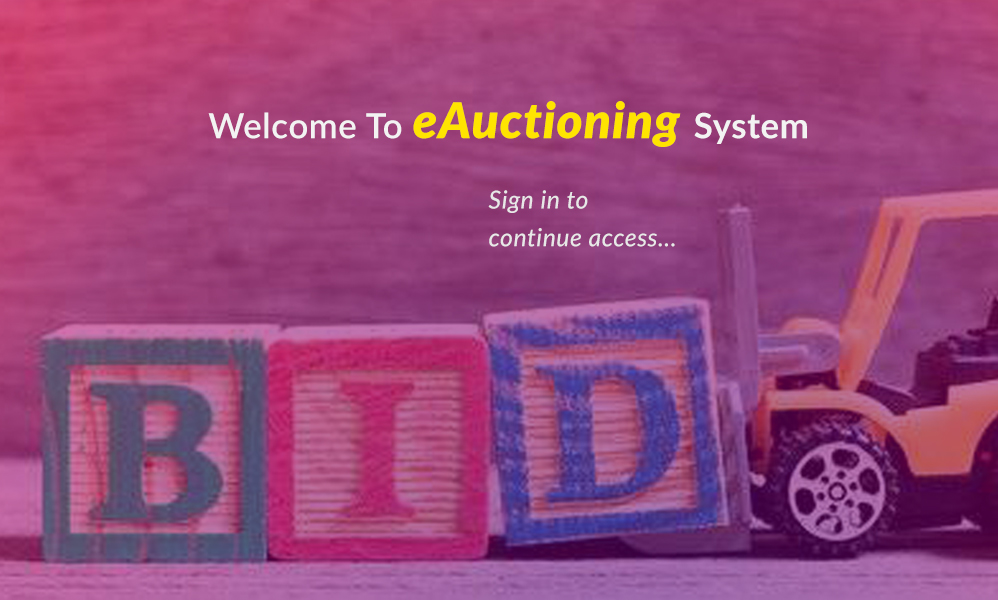 Welcome To eAuctioning System
Sign in to
continue access...
B I D